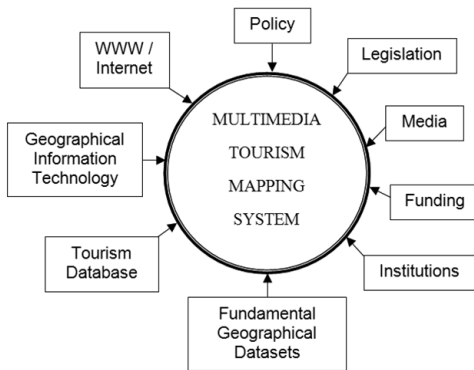 Policy
WWW /
Internet
Legislation
Media
Geographical
Information
Technology
MULTIMEDIA
TOURISM
MAPPING
SYSTEM
Funding
Tourism
Database
Institutions
Fundamental
Geographical
Datasets